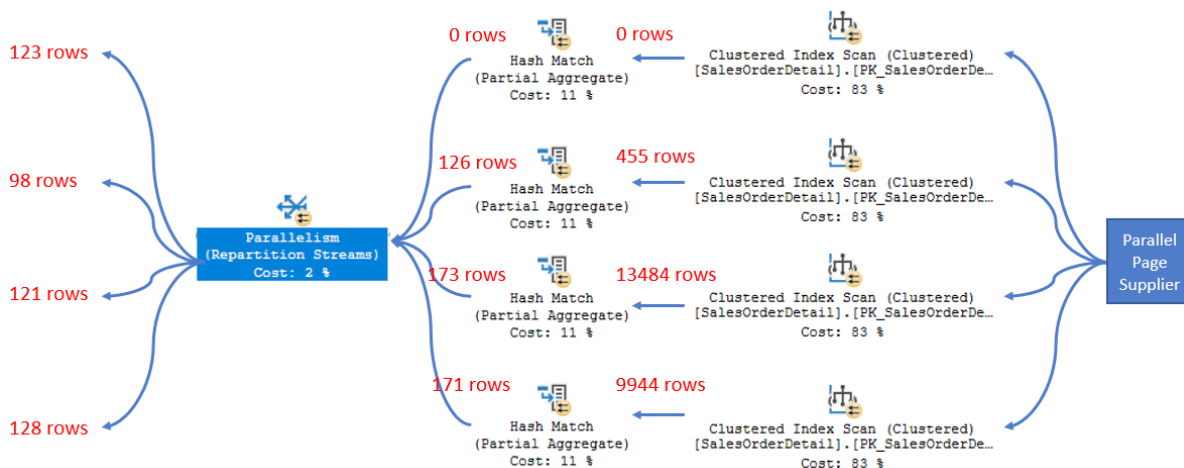 123 rows
98 rows
121 rows
128 rows
Parallelism
(Repartition Streams)
Cost: 2 %
0 rows
Hash Match
(Partial Aggregate)
Cost: 11 %
0 rows
Clustered Index Scan (Clustered)
[SalesOrderDetail].[PK_SalesOrderDe…
Cost: 83 %
126 rows
Hash Match
(Partial Aggregate)
Cost: 11 %
455 rows
Clustered Index Scan (Clustered)
[SalesOrderDetail].[PK_SalesOrderDe…
Cost: 83 %
173 rows
Hash Match
(Partial Aggregate)
Cost: 11 %
13484 rows
Clustered Index Scan (Clustered)
[SalesOrderDetail].[PK_SalesOrderDe…
Cost: 83 %
171 rows
Hash Match
(Partial Aggregate)
Cost: 11 %
9944 rows
Clustered Index Scan (Clustered)
[SalesOrderDetail].[PK_SalesOrderDe…
Cost: 83 %
Parallel
Page
Supplier